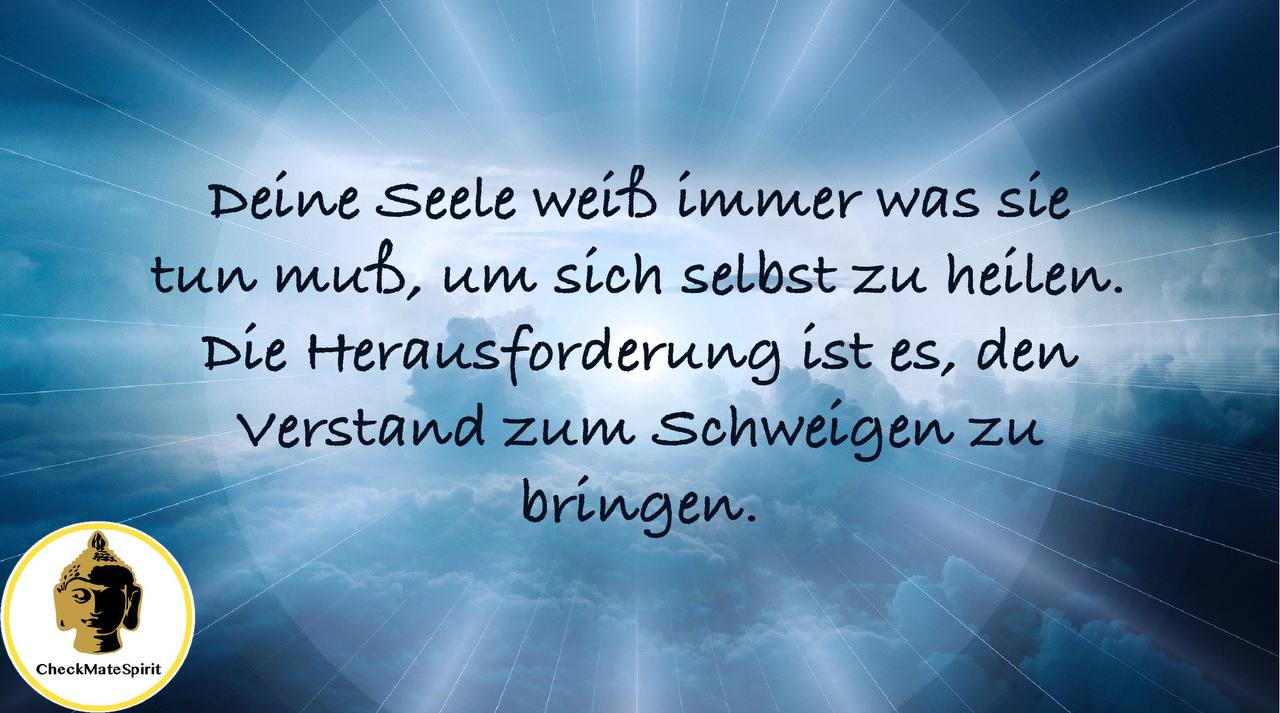 Deine Seele weiß immer was sie
tun muß, um sich selbst zu heilen.
Die Herausforderung ist es, den
Verstand zum Schweigen zu
bringen.
CheckMateSpirit